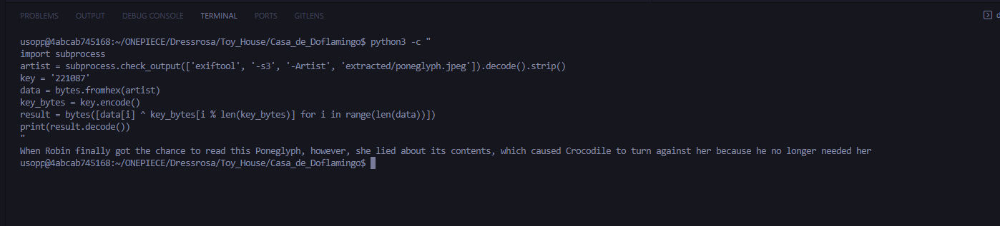 PROBLEMS OUTPUT DEBUG CONSOLE TERMINAL PORTS GITLENS
usopp@4abcab745168:~/ONEPIECE/Dressrosa/Toy_House/Casa_de_Doflamingo$ python3 -c "
import subprocess
artist = subprocess.check_output(['exiftool', '-s3', '-Artist', 'extracted/poneglyph.jpeg']).decode().strip()
key = '221087'
data = bytes.fromhex(artist)
key_bytes = key.encode()
result = bytes([data[i] ^ key_bytes[i % len(key_bytes)] for i in range(len(data))])
print(result.decode())
"
When Robin finally got the chance to read this Poneglyph, however, she lied about its contents, which caused Crocodile to turn against her because he no longer needed her
usopp@4abcab745168:~/ONEPIECE/Dressrosa/Toy_House/Casa_de_Doflamingo$